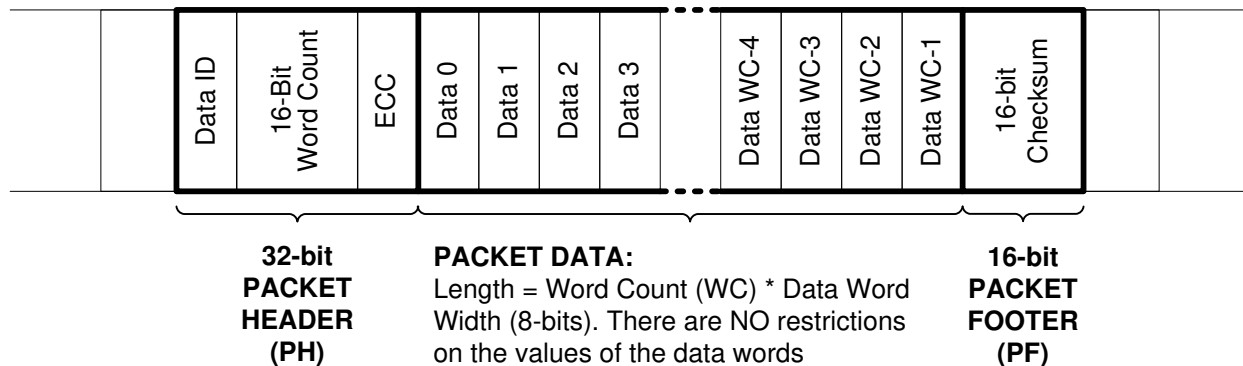 Data ID
16-Bit
Word Count
ECC
Data 0
Data 1
Data 2
Data 3
Data WC-4
Data WC-3
Data WC-2
Data WC-1
16-bit
Checksum
32-bit
PACKET
HEADER
(PH)
PACKET DATA:
Length = Word Count (WC) * Data Word
Width (8-bits). There are NO restrictions
on the values of the data words
16-bit
PACKET
FOOTER
(PF)